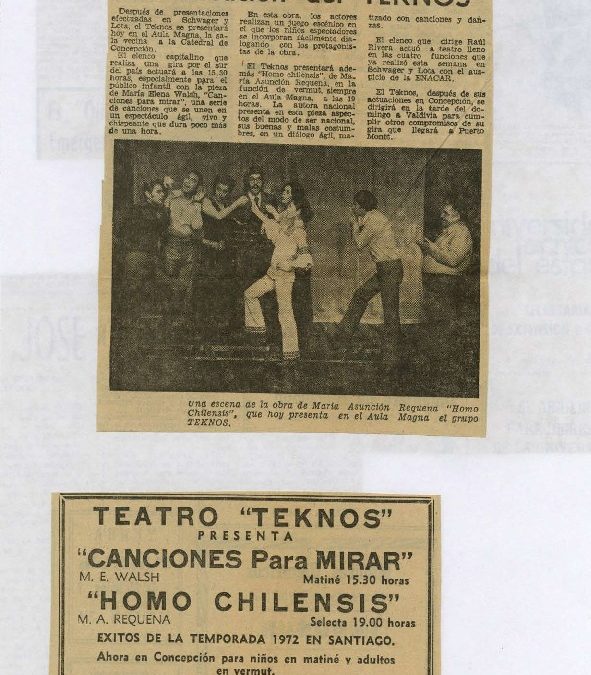 TEKNOS
Después de presentaciones
efectuadas en Schwager y
Lota, el Teknos se presentará
hoy en el Aula Magna, la sa-
la vecina a la Catedral de
Concepción.
El elenco capitalino que
realiza una gira por el sur
del país actuará a las 15.30
horas, especialmente para el
público infantil con la pieza
de María Elena Walsh, "Can-
ciones para mirar", una serie
de canciones que se unen en
un espectáculo ágil, vivo y
chispeante que dura poco más
de una hora.
En esta obra, los actores
realizan un juego escénico en
el que los niños espectadores
se incorporan fácilmente dia-
logando con los protagonis-
tas de la obra.
El Teknos presentará ade-
más "Homo chilensis", de Ma-
ría Asunción Requena, en la
función de vermut, siempre
en el Aula Magna, a las 19
horas. La autora nacional
presenta en esta pieza aspec-
tos del modo de ser nacional,
sus buenas y malas costum-
bres, en un diálogo ágil, ma-
tizado con canciones y dan-
zas.
El elenco que dirige Raúl
Rivera actuó a teatro lleno
en las cuatro funciones que
ya realizó esta semana en
Schwager y Lota con el aus-
picio de la ENACAR.
El Teknos, después de sus
actuaciones en Concepción, se
dirigirá en la tarde del do-
mingo a Valdivia para cum-
plir otros compromisos de su
gira que llegará a Puerto
Montt.
Una escena de la obra de María Asunción Requena "Homo
Chilensis", que hoy presenta en el Aula Magna el grupo
TEKNOS.
TEATRO "TEKNOS"
PRESENTA
"CANCIONES Para MIRAR"
M. E. WALSH Matiné 15.30 horas
"HOMO CHILENSIS"
M. A. REQUENA Selecta 19.00 horas
EXITOS DE LA TEMPORADA 1972 EN SANTIAGO.
Ahora en Concepción para niños en matiné y adultos
en vermut.